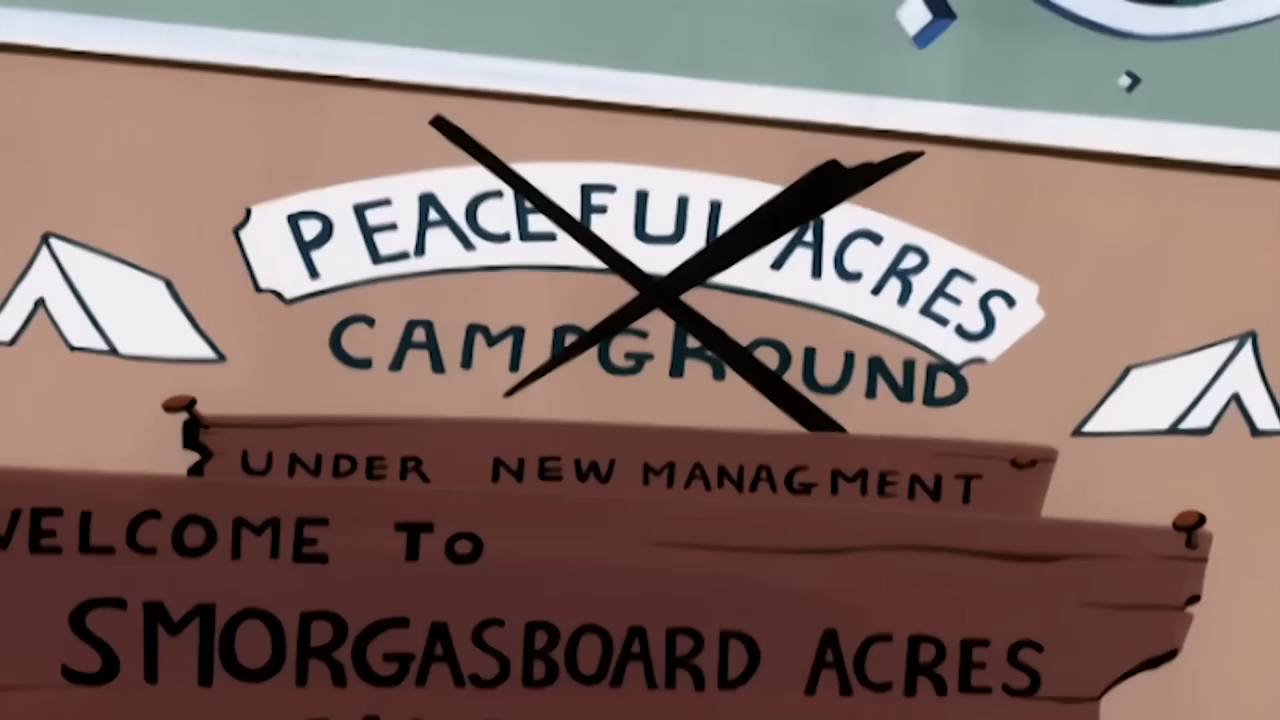 PEACEFUL ACRES
CAMPGROUND
UNDER NEW MANAGMENT
WELCOME TO
SMORGASBOARD ACRES